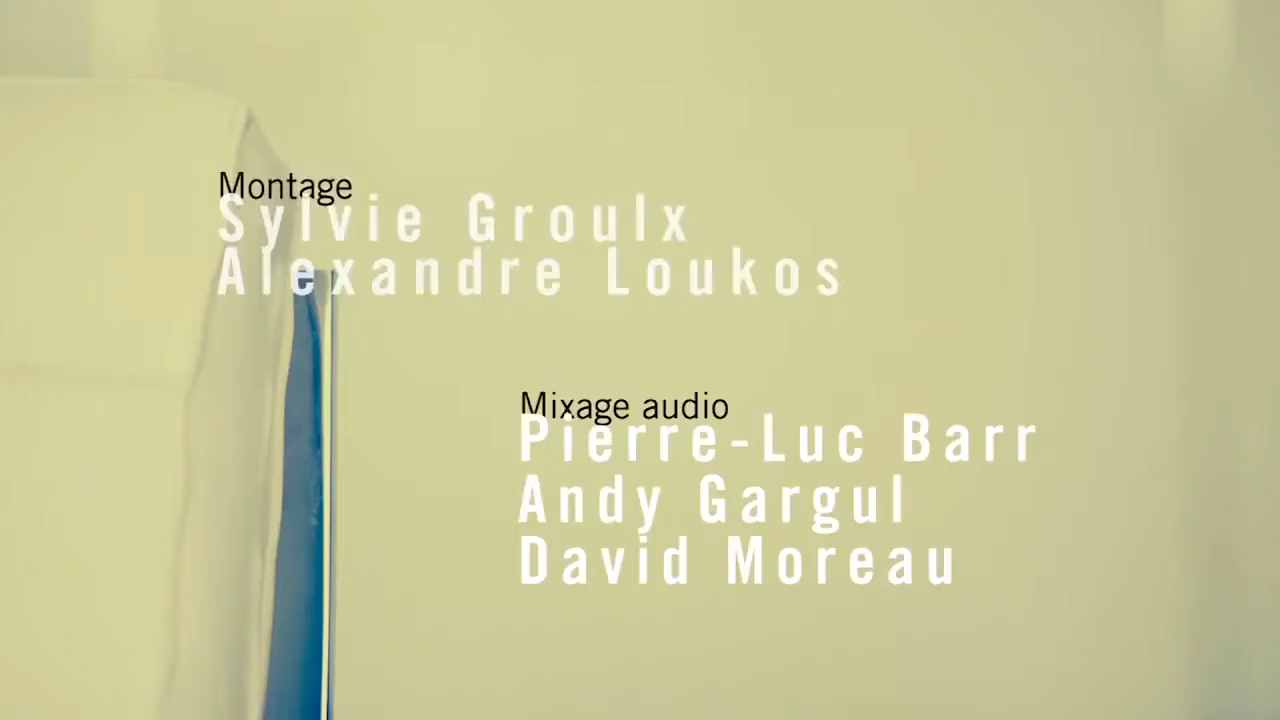 Montage
Sylvie Groulx
Alexandre Loukos
Mixage audio
Pierre-Luc Barr
Andy Gargul
David Moreau